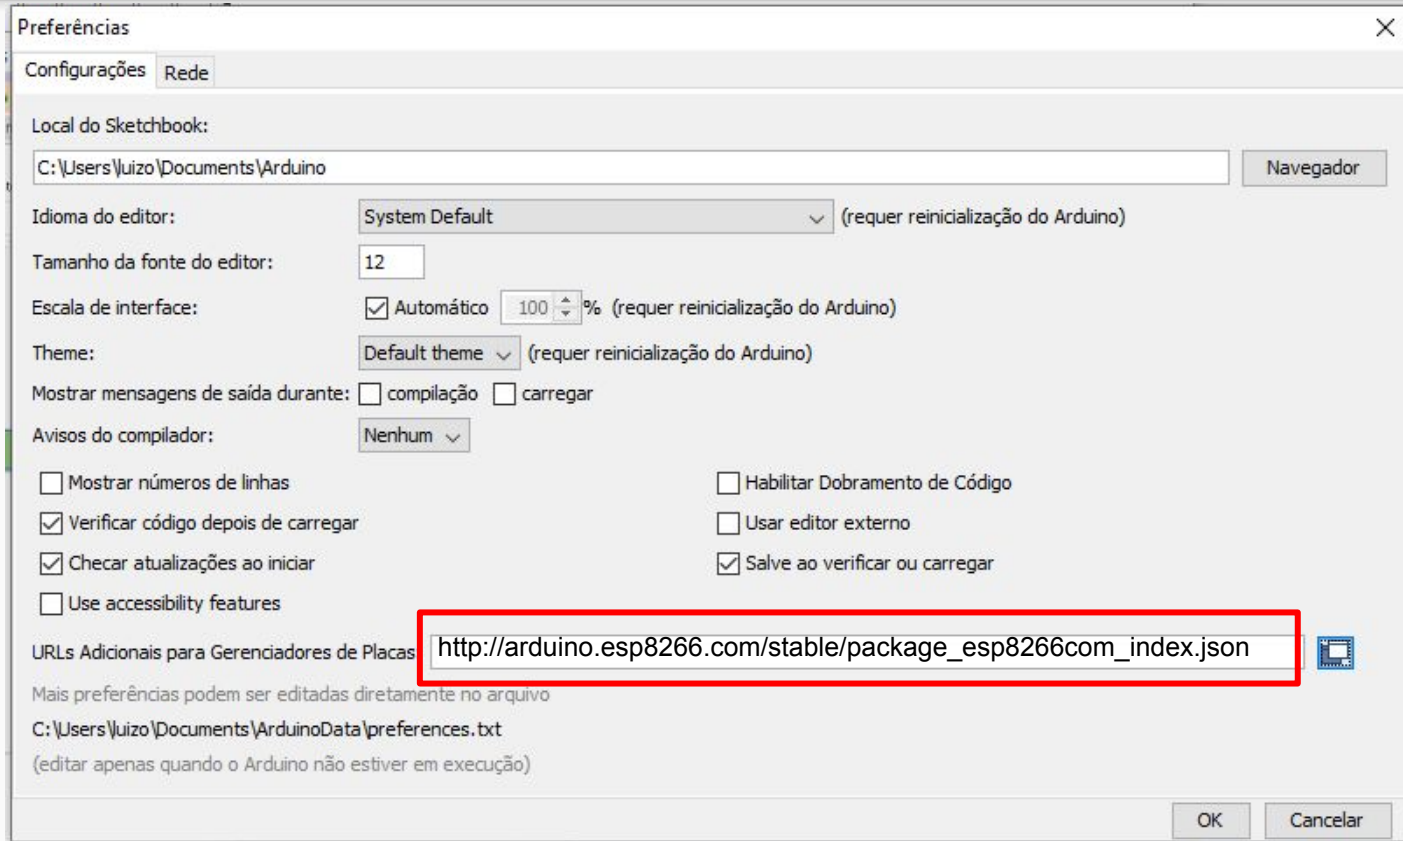 Preferências
Configurações Rede
Local do Sketchbook:
C:\Users\luizo\Documents\Arduino Navegador
Idioma do editor: System Default (requer reinicialização do Arduino)
Tamanho da fonte do editor: 12
Escala de interface: Automático 100 % (requer reinicialização do Arduino)
Theme: Default theme (requer reinicialização do Arduino)
Mostrar mensagens de saída durante: compilação carregar
Avisos do compilador: Nenhum
Mostrar números de linhas Habilitar Dobramento de Código
Verificar código depois de carregar Usar editor externo
Checar atualizações ao iniciar Salve ao verificar ou carregar
Use accessibility features
URLs Adicionais para Gerenciadores de Placas http://arduino.esp8266.com/stable/package_esp8266com_index.json
Mais preferências podem ser editadas diretamente no arquivo
C:\Users\luizo\Documents\ArduinoData\preferences.txt
(editar apenas quando o Arduino não estiver em execução)
OK Cancelar